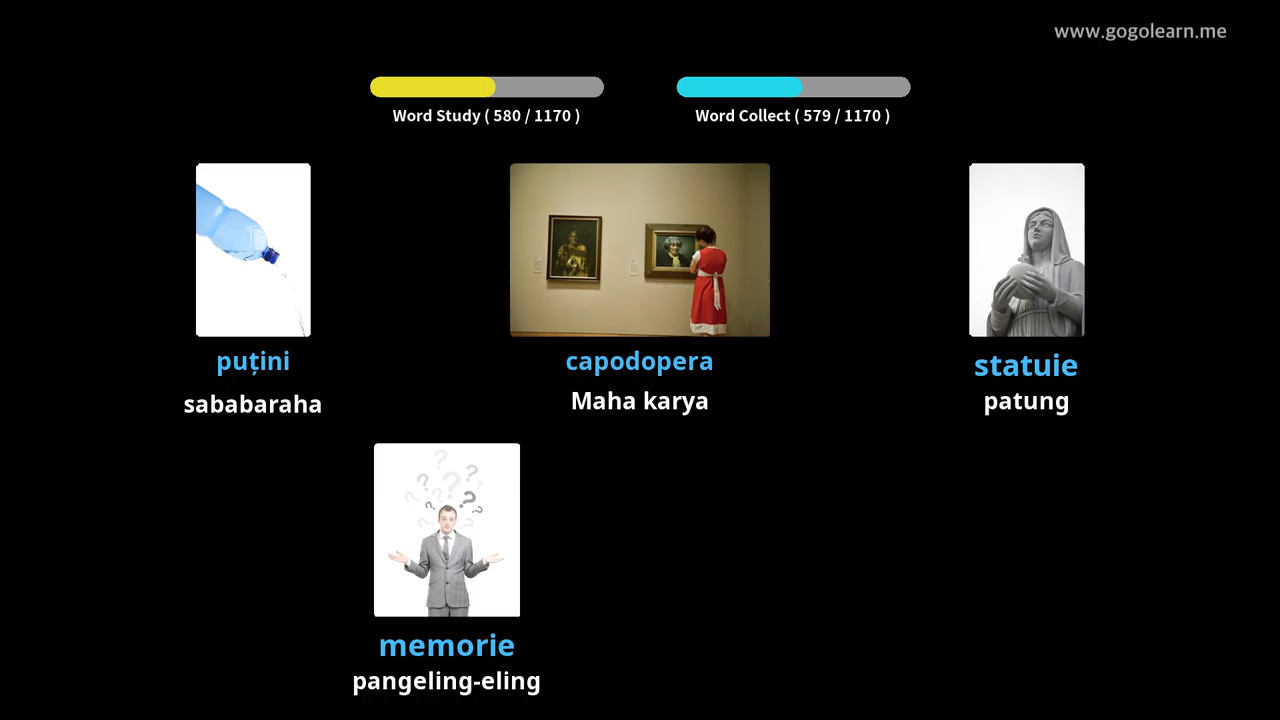 www.gogolearn.me
Word Study ( 580 / 1170 )
Word Collect ( 579 / 1170 )
puțini
capodopera
statuie
sababaraha
Maha karya
patung
memorie
pangeling-eling